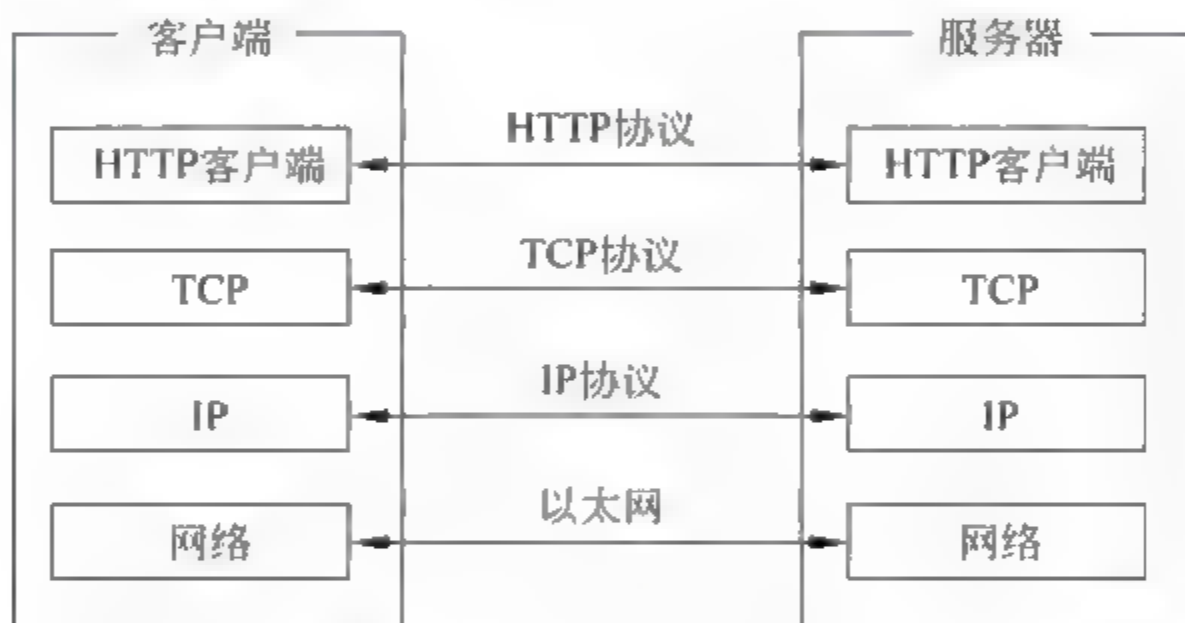 客户端 服务器
HTTP协议
HTTP客户端 HTTP客户端
TCP协议
TCP TCP
IP协议
IP IP
以太网
网络 网络